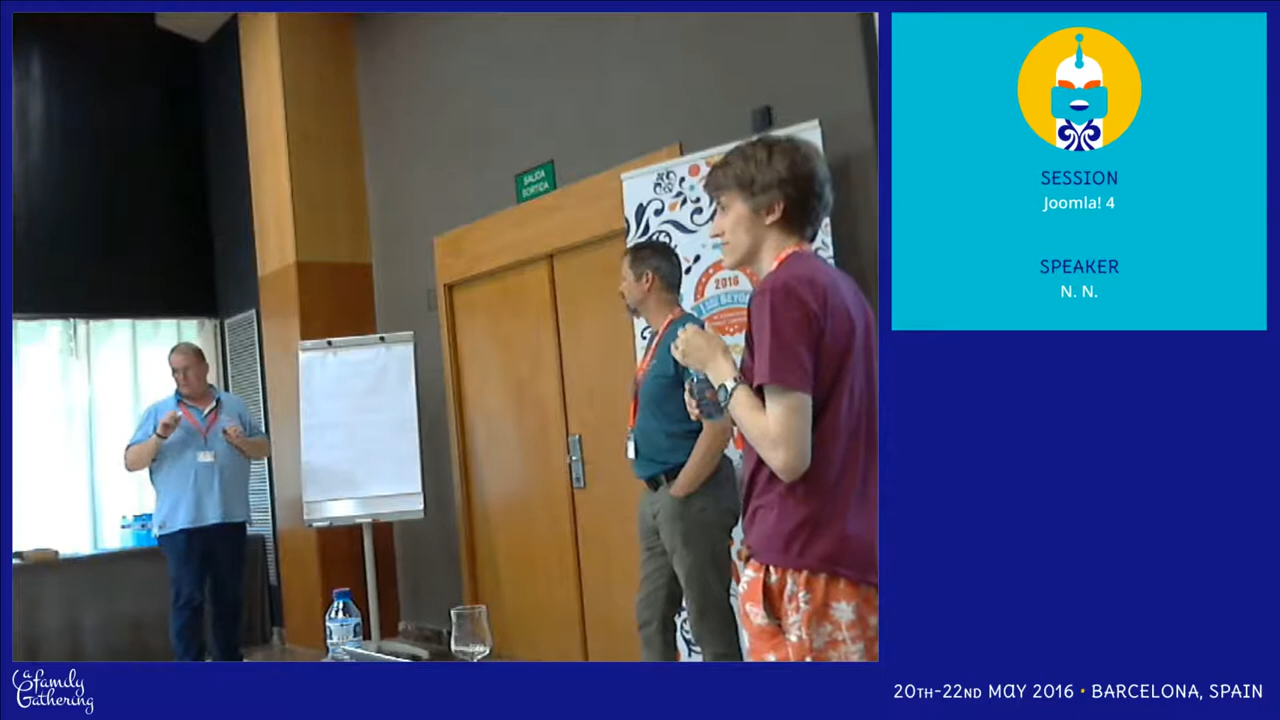 SALIDA
SORTIDA
2016
SESSION
Joomla! 4
SPEAKER
N. N.
a family
Gathering
20TH-22ND MAY 2016 • BARCELONA, SPAIN